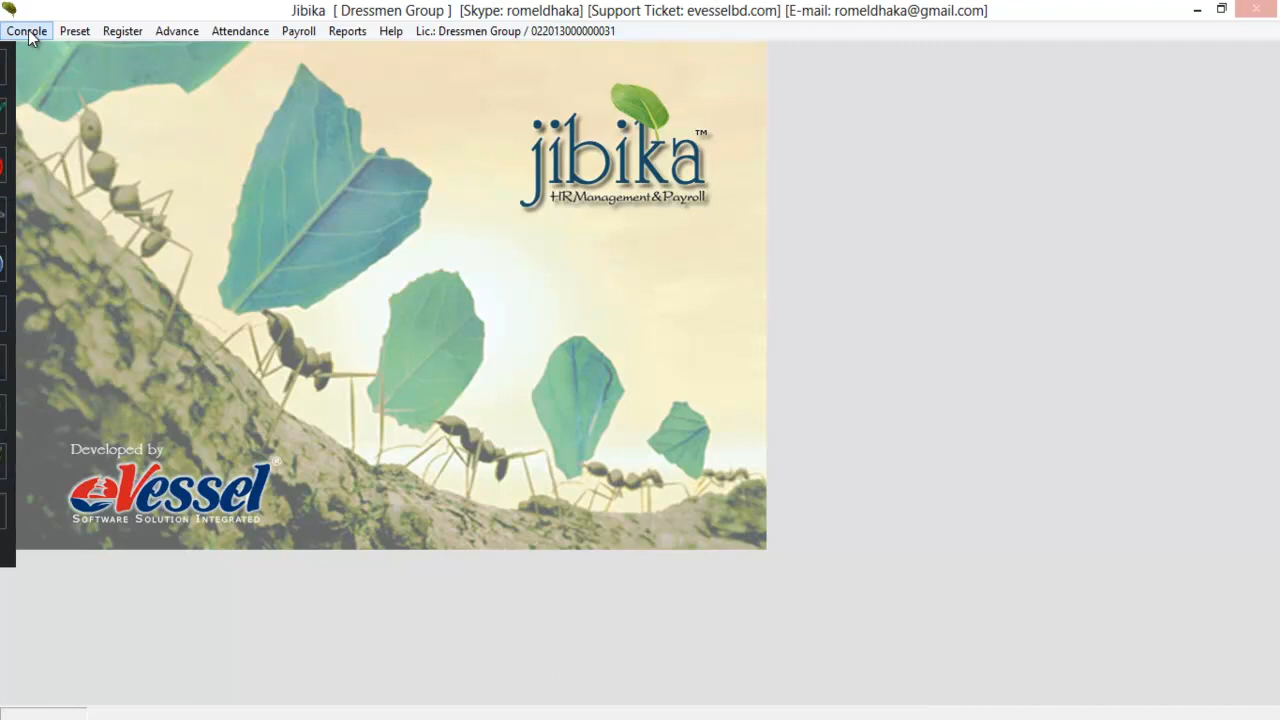 Jibika [ Dressmen Group ] [Skype: romeldhaka] [Support Ticket: evesselbd.com] [E-mail: romeldhaka@gmail.com]
Console Preset Register Advance Attendance Payroll Reports Help Lic.: Dressmen Group / 022013000000031
jibika™
HRManagement&Payroll
Developed by
eVessel®
SOFTWARE SOLUTION INTEGRATED